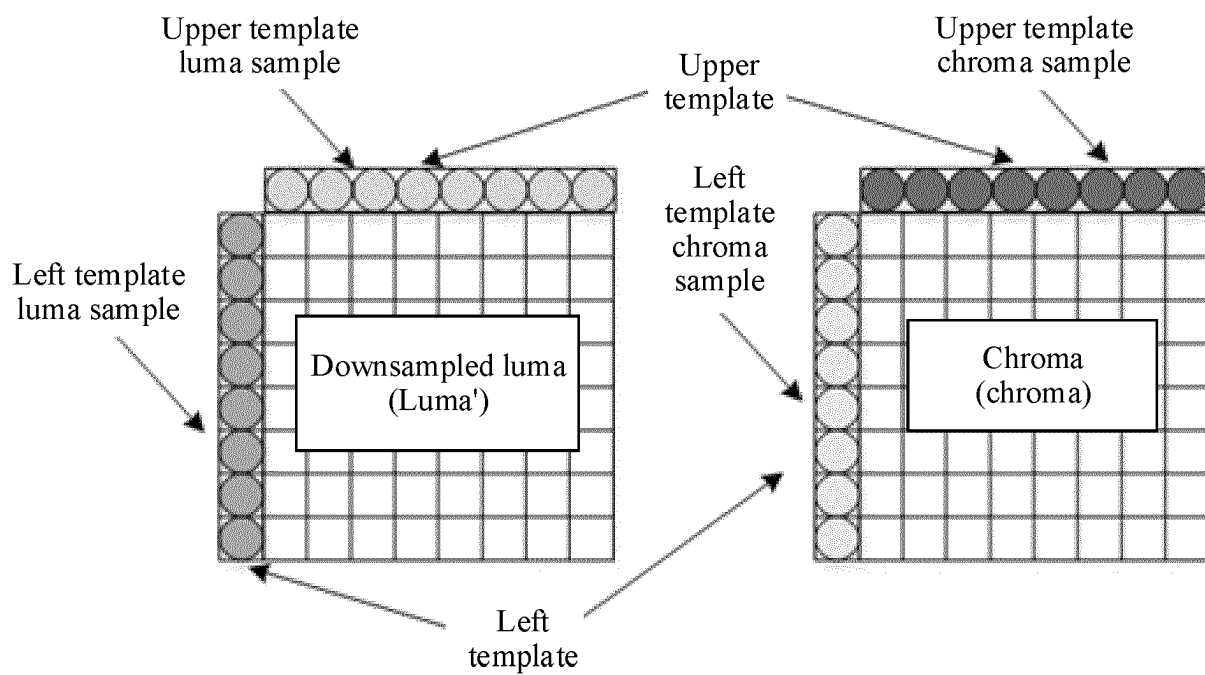 Upper template
luma sample
Upper
template
Upper template
chroma sample
Left
template
chroma
sample
Left template
luma sample
Downsampled luma
(Luma')
Chroma
(chroma)
Left
template